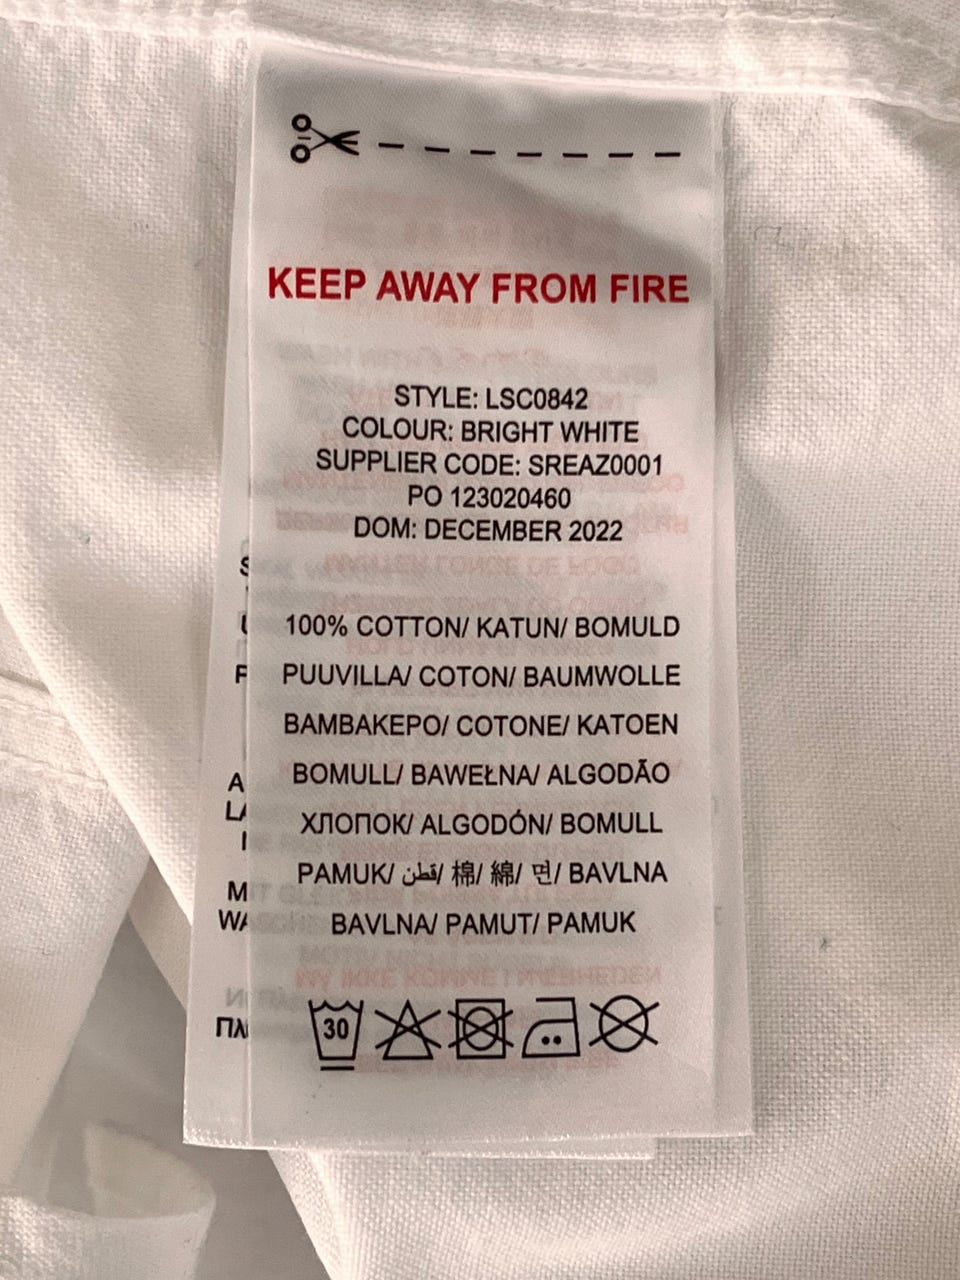 KEEP AWAY FROM FIRE
STYLE: LSC0842
COLOUR: BRIGHT WHITE
SUPPLIER CODE: SREAZ0001
PO 123020460
DOM: DECEMBER 2022
100% COTTON/ KATUN/ BOMULD
PUUVILLA/ COTON/ BAUMWOLLE
ΒΑΜΒΑΚΕΡΟ/ COTONE/ KATOEN
BOMULL/ BAWEŁNA/ ALGODÃO
ХЛОПОК/ ALGODÓN/ BOMULL
PAMUK/ قطن/ 棉/ 綿/ 면/ BAVLNA
BAVLNA/ PAMUT/ PAMUK
30